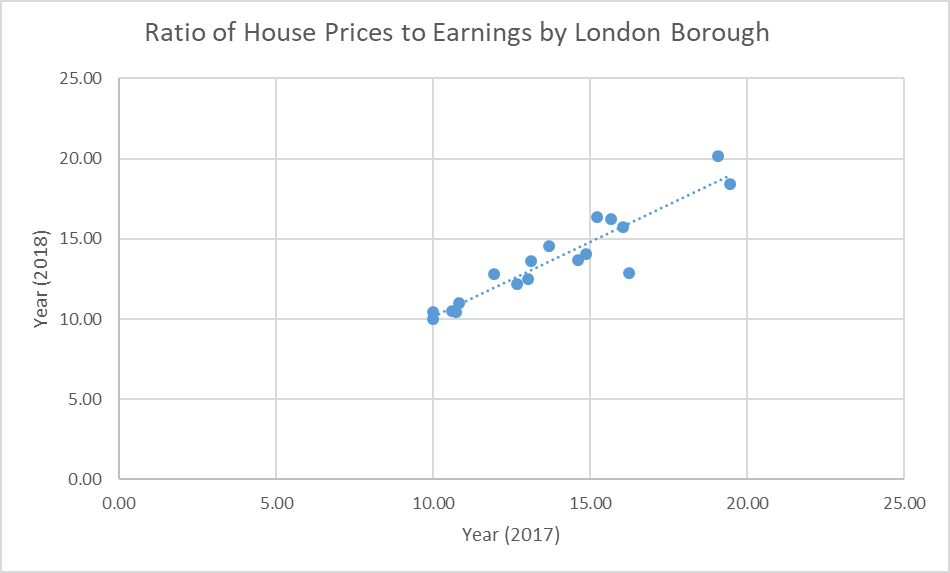 Ratio of House Prices to Earnings by London Borough
25.00
20.00
15.00
10.00
5.00
0.00
Year (2018)
0.00 5.00 10.00 15.00 20.00 25.00
Year (2017)